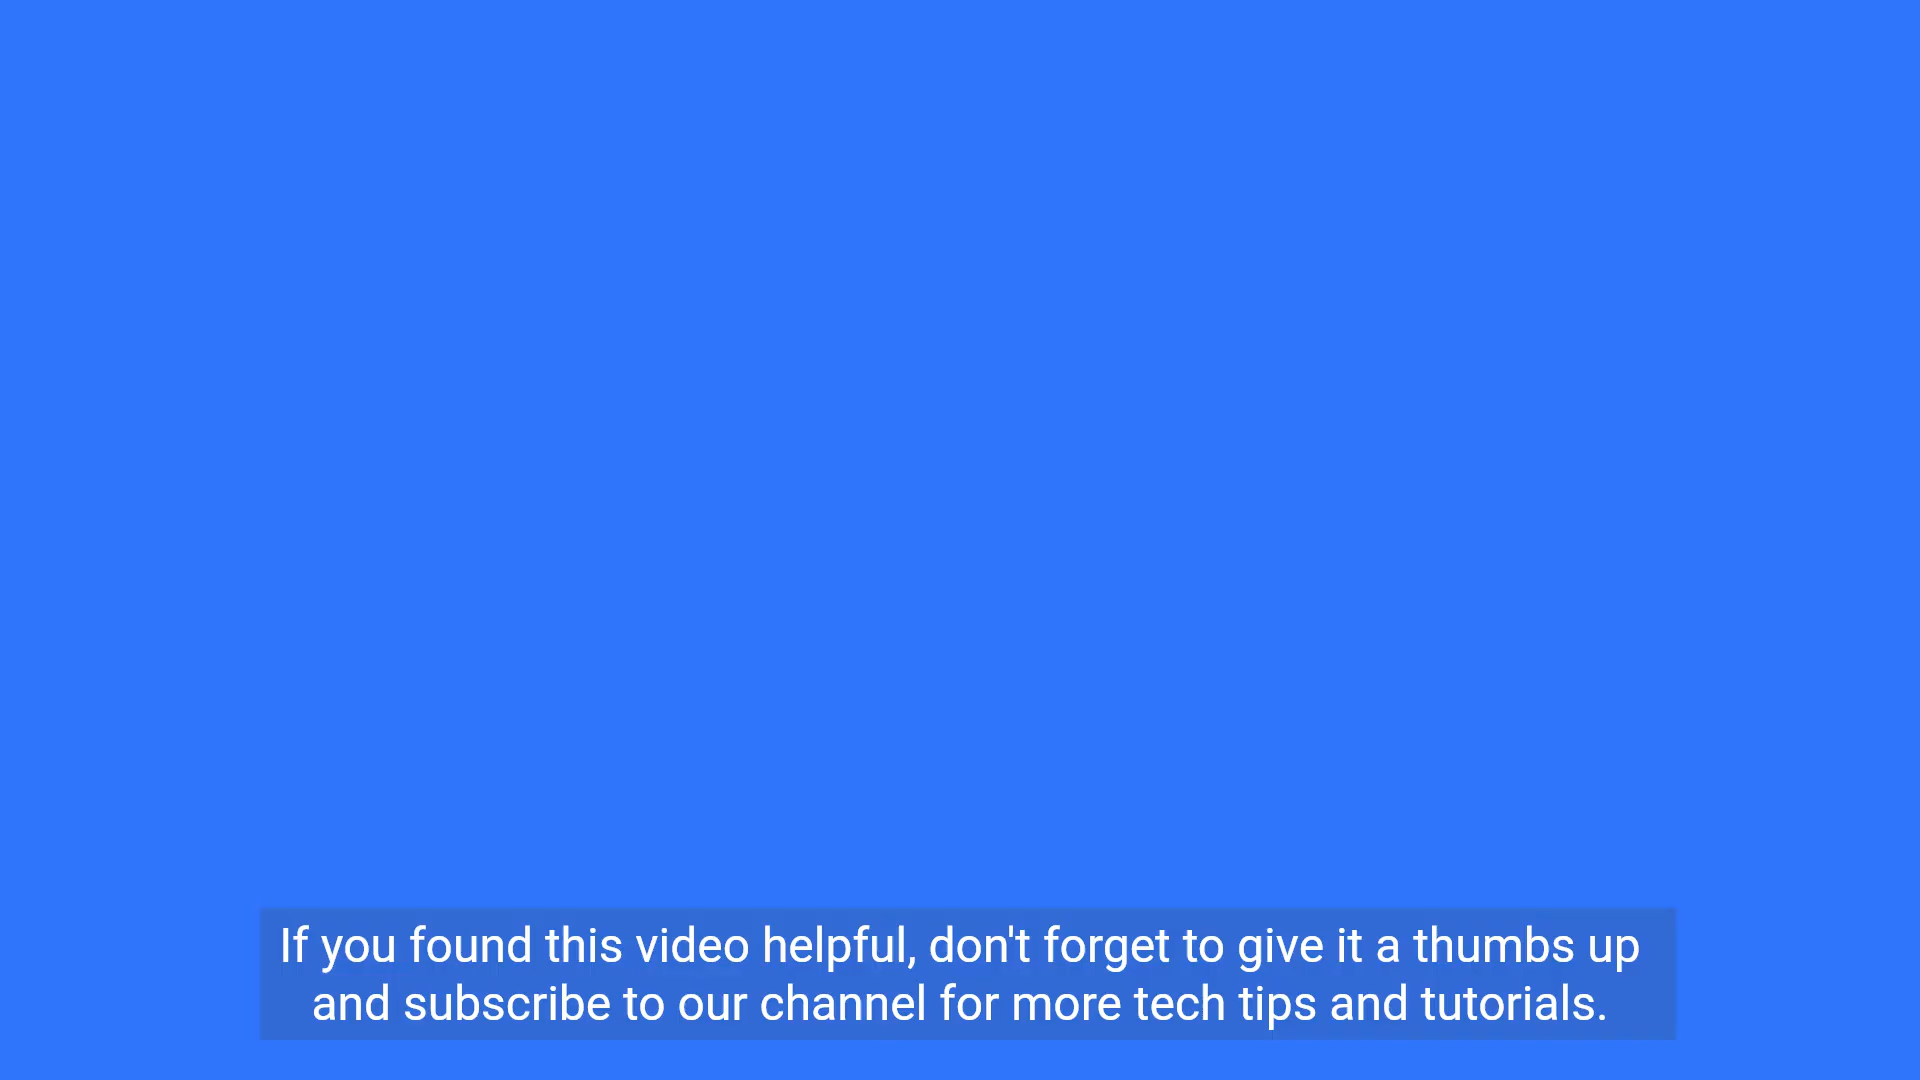 If you found this video helpful, don't forget to give it a thumbs up
and subscribe to our channel for more tech tips and tutorials.